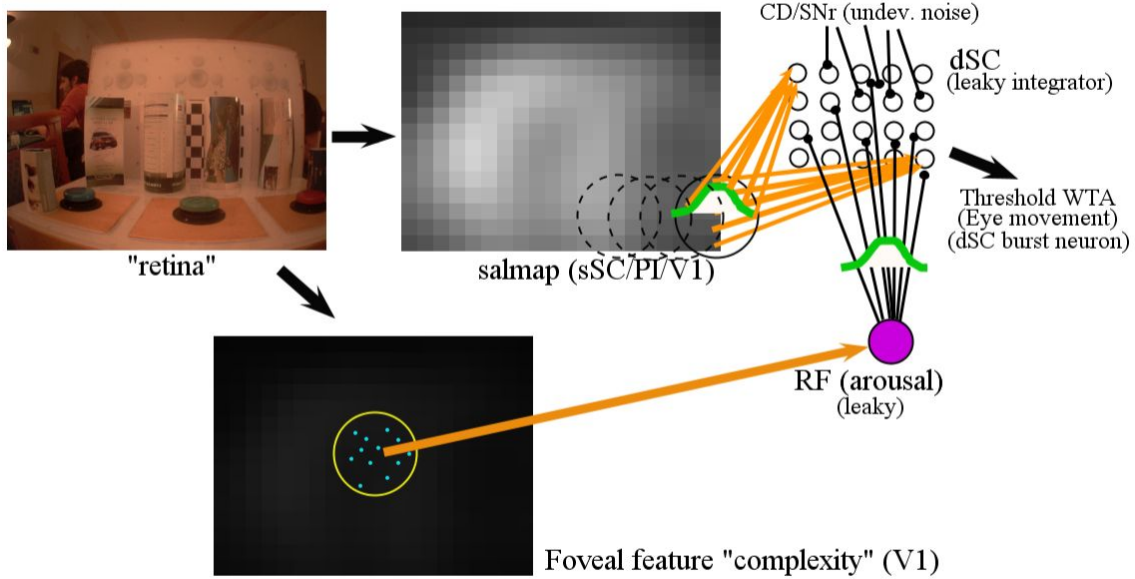 CD/SNr (undev. noise)
dSC
(leaky integrator)
Threshold WTA
(Eye movement)
(dSC burst neuron)
"retina"
salmap (sSC/PI/V1)
RF (arousal)
(leaky)
Foveal feature "complexity" (V1)